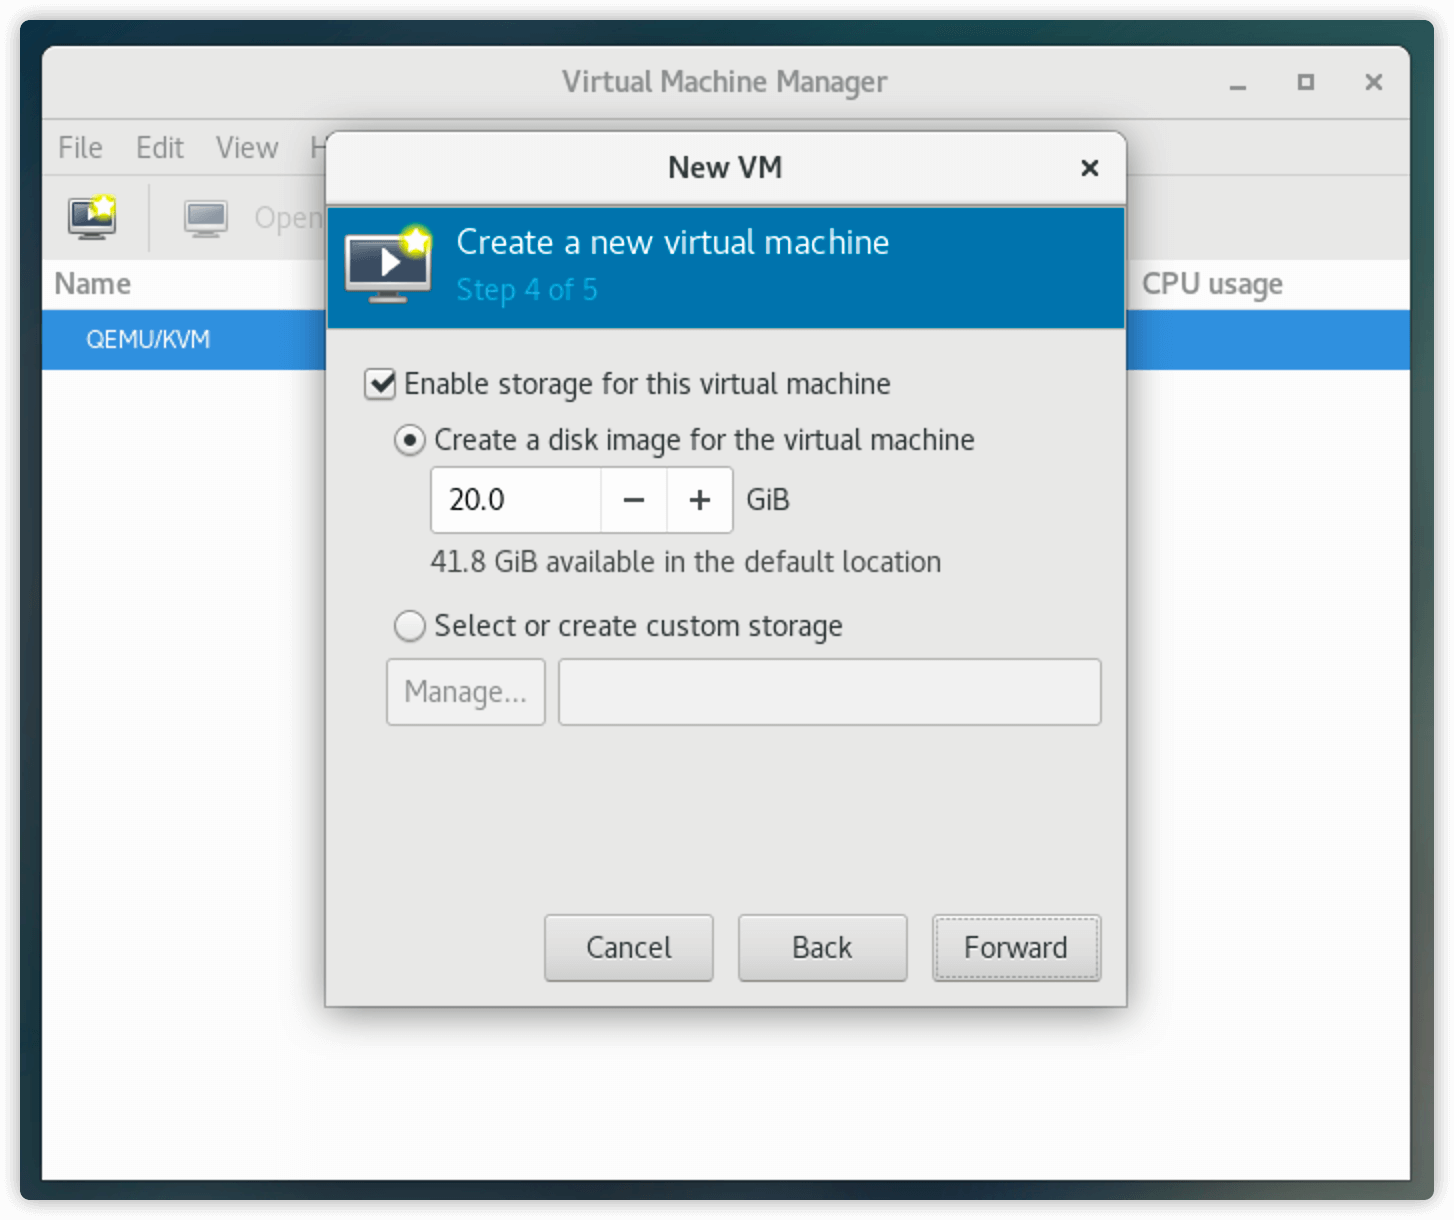 Virtual Machine Manager
File Edit View H
New VM
Open
Create a new virtual machine
Step 4 of 5
Name CPU usage
QEMU/KVM
Enable storage for this virtual machine
Create a disk image for the virtual machine
20.0 − + GiB
41.8 GiB available in the default location
Select or create custom storage
Manage...
Cancel Back Forward